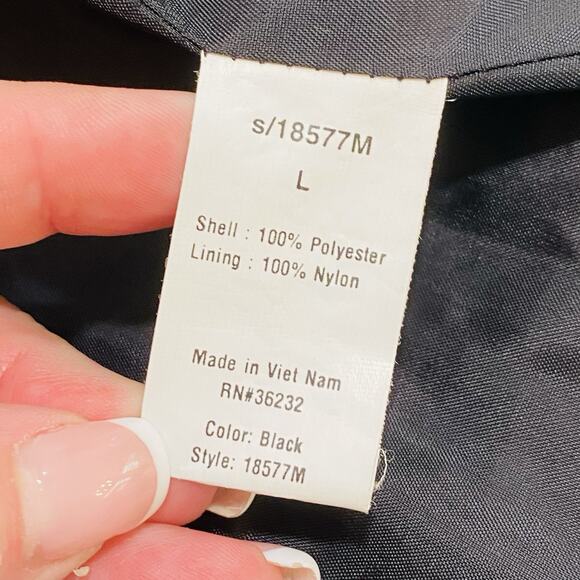 s/18577M
L
Shell : 100% Polyester
Lining : 100% Nylon
Made in Viet Nam
RN#36232
Color: Black
Style: 18577M